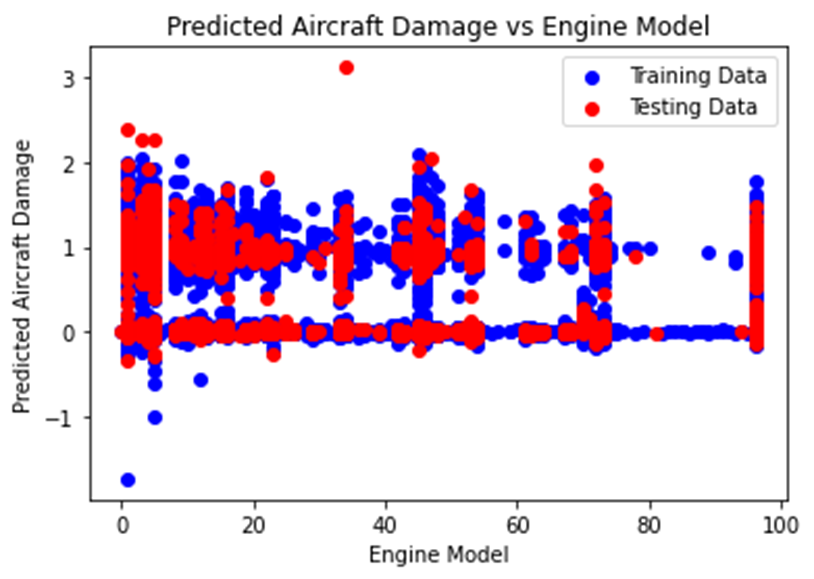 Predicted Aircraft Damage vs Engine Model
Training Data
Testing Data
Predicted Aircraft Damage
3
2
1
0
−1
0 20 40 60 80 100
Engine Model